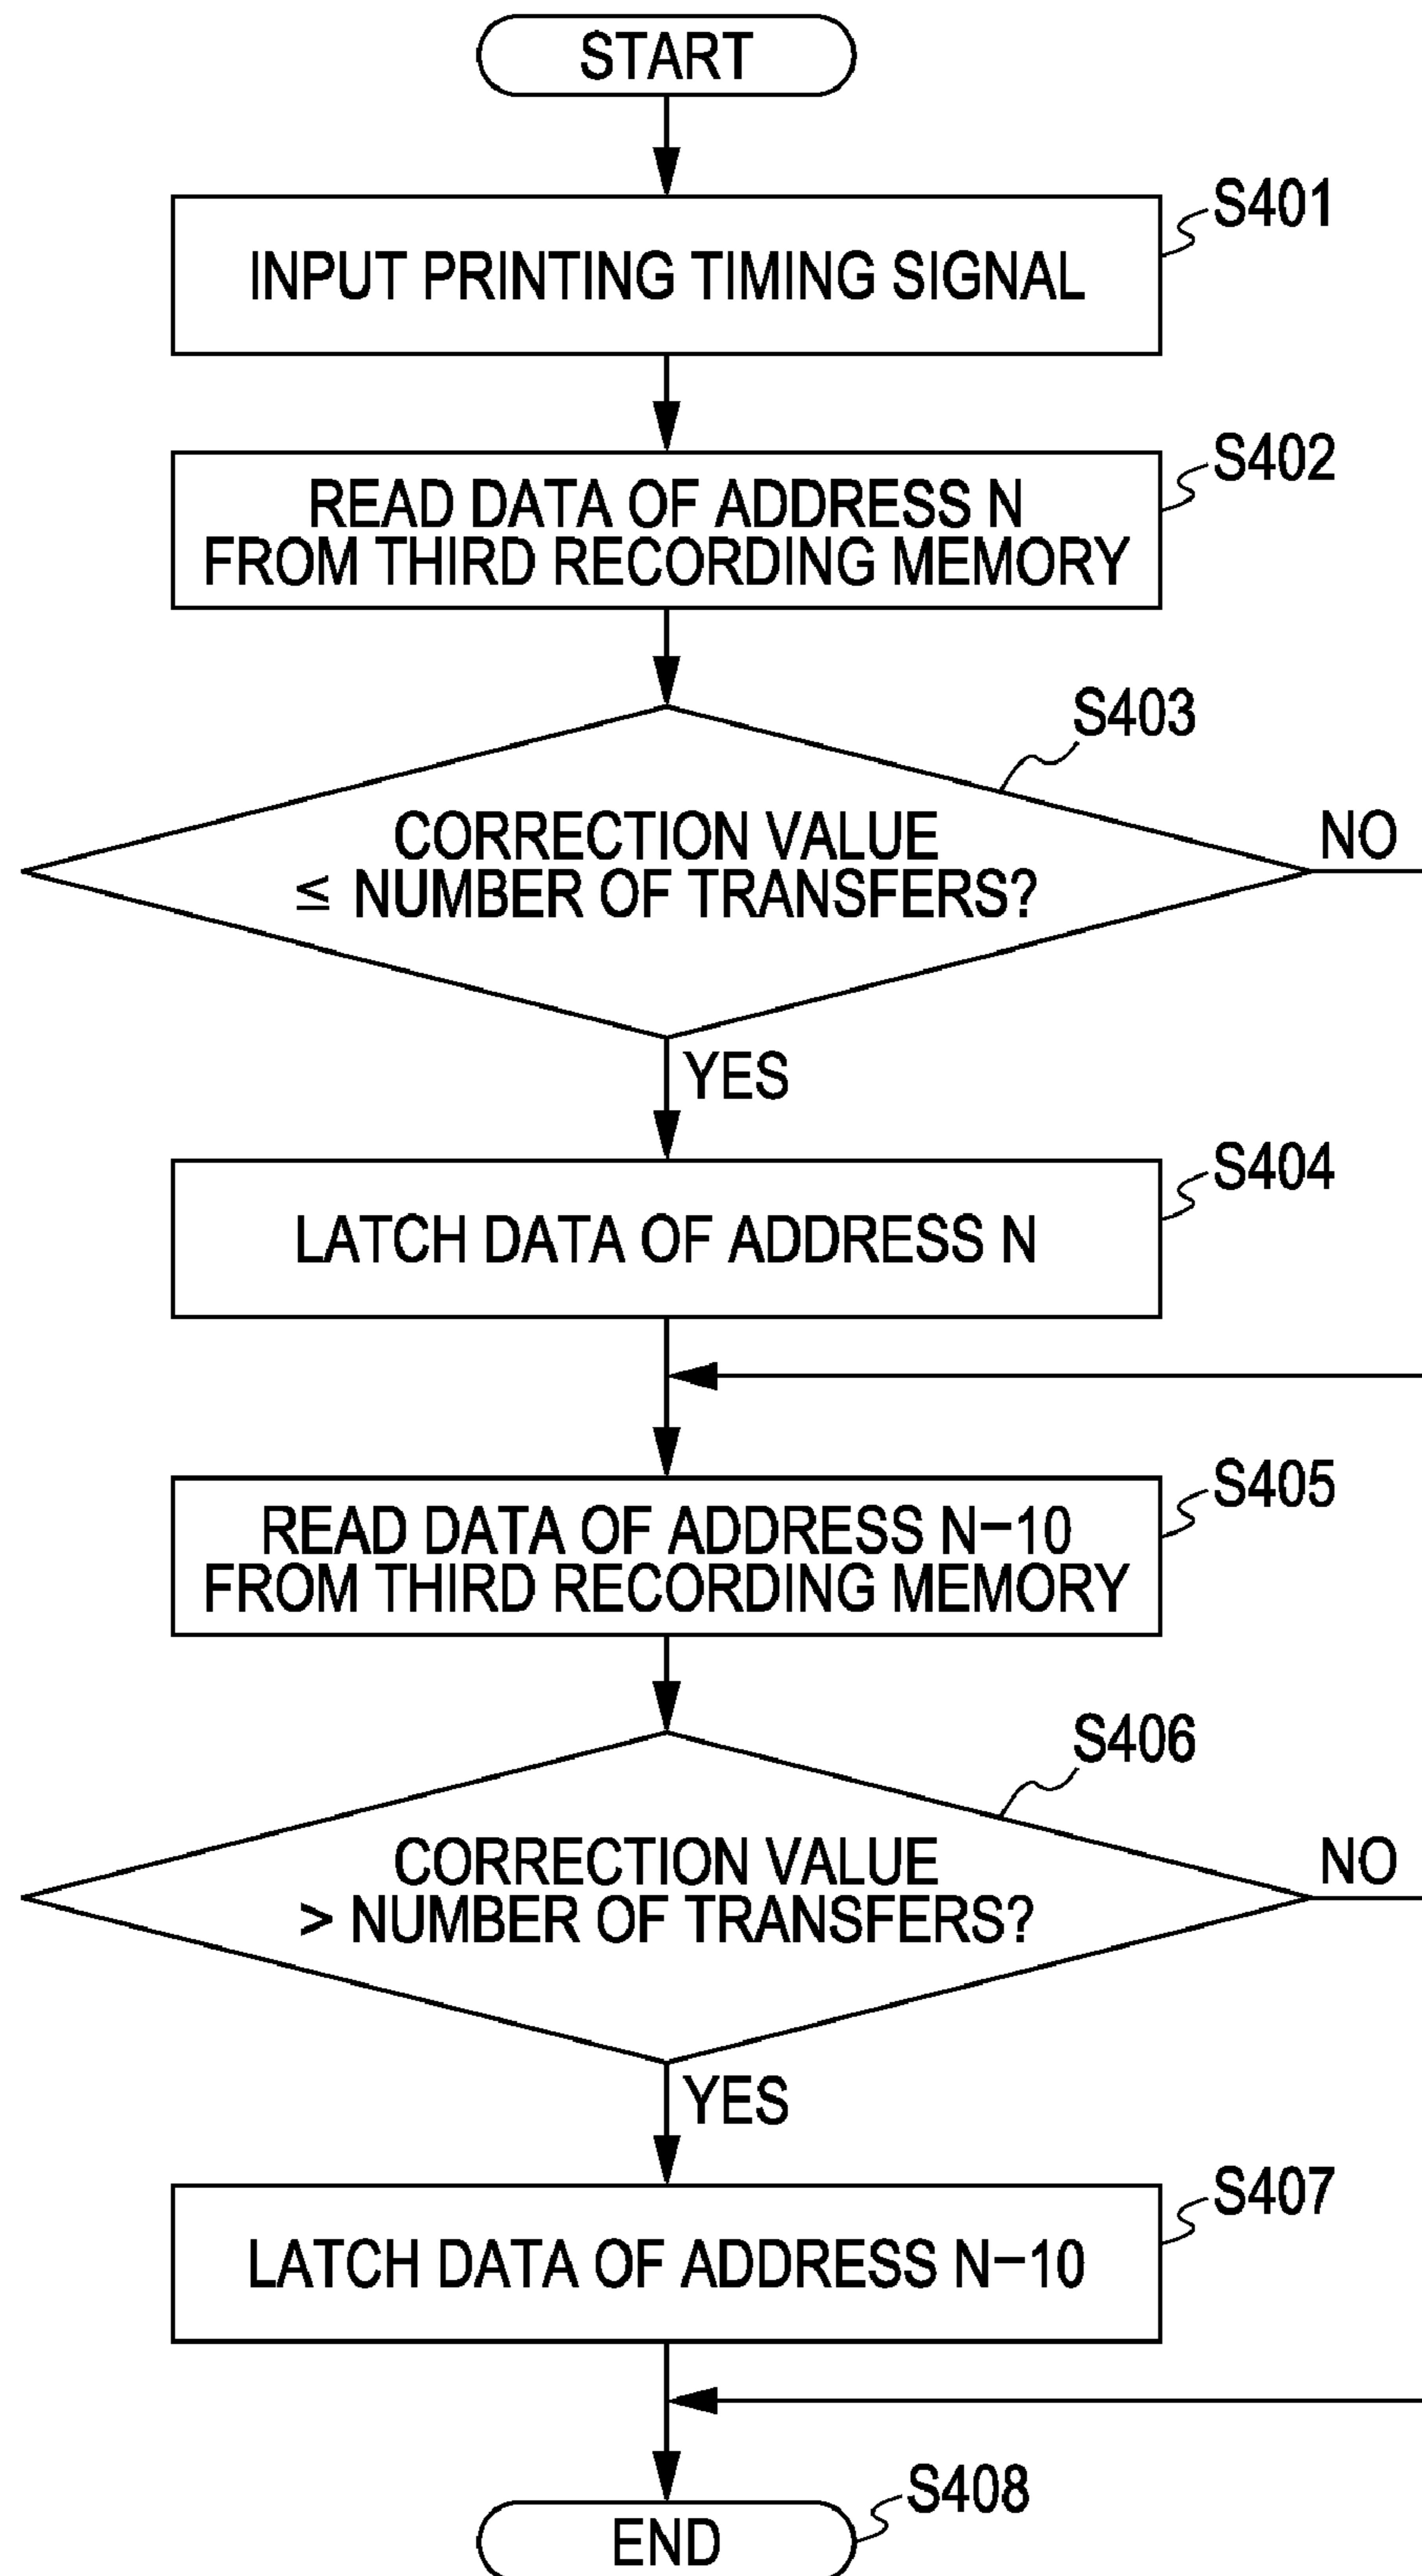 START
S401
INPUT PRINTING TIMING SIGNAL
S402
READ DATA OF ADDRESS N
FROM THIRD RECORDING MEMORY
S403
CORRECTION VALUE
≤ NUMBER OF TRANSFERS?
NO
YES
S404
LATCH DATA OF ADDRESS N
S405
READ DATA OF ADDRESS N−10
FROM THIRD RECORDING MEMORY
S406
CORRECTION VALUE
> NUMBER OF TRANSFERS?
NO
YES
S407
LATCH DATA OF ADDRESS N−10
S408
END